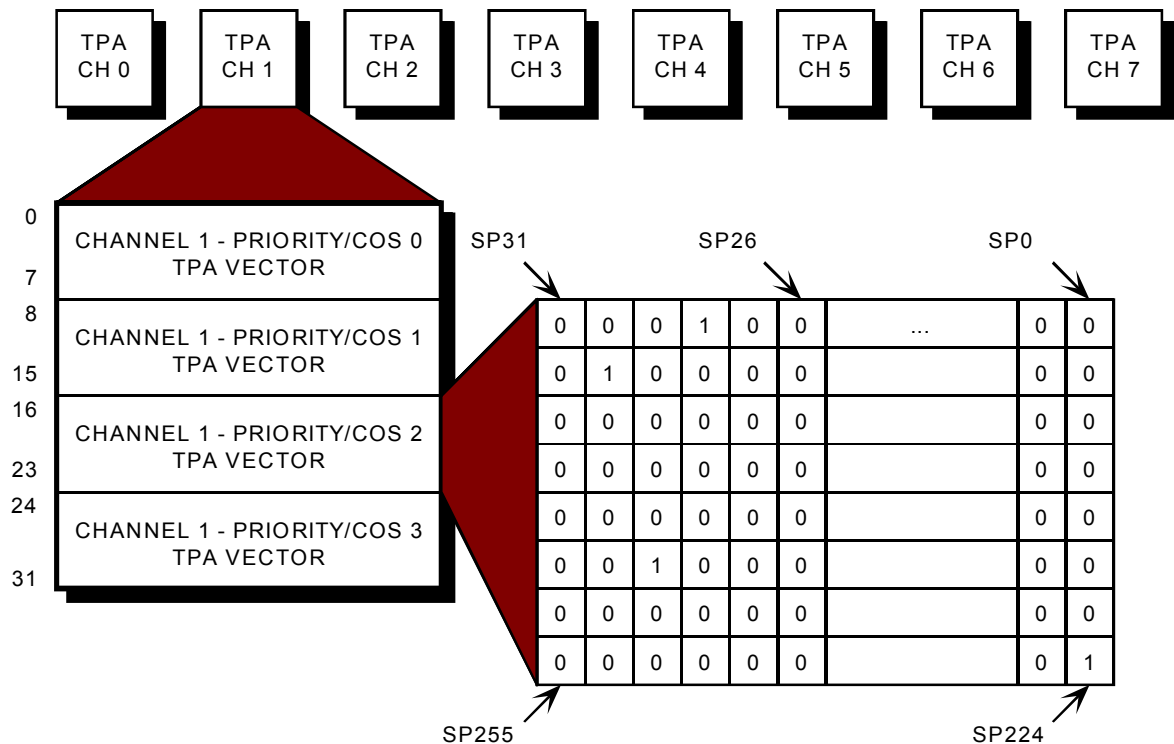 TPA
CH 0
TPA
CH 1
TPA
CH 2
TPA
CH 3
TPA
CH 4
TPA
CH 5
TPA
CH 6
TPA
CH 7
0
CHANNEL 1 - PRIORITY/COS 0
TPA VECTOR
7
8
CHANNEL 1 - PRIORITY/COS 1
TPA VECTOR
15
16
CHANNEL 1 - PRIORITY/COS 2
TPA VECTOR
23
24
CHANNEL 1 - PRIORITY/COS 3
TPA VECTOR
31
SP31 SP26 SP0
0 0 0 1 0 0 ... 0 0
0 1 0 0 0 0 0 0
0 0 0 0 0 0 0 0
0 0 0 0 0 0 0 0
0 0 0 0 0 0 0 0
0 0 1 0 0 0 0 0
0 0 0 0 0 0 0 0
0 0 0 0 0 0 0 1
SP255 SP224